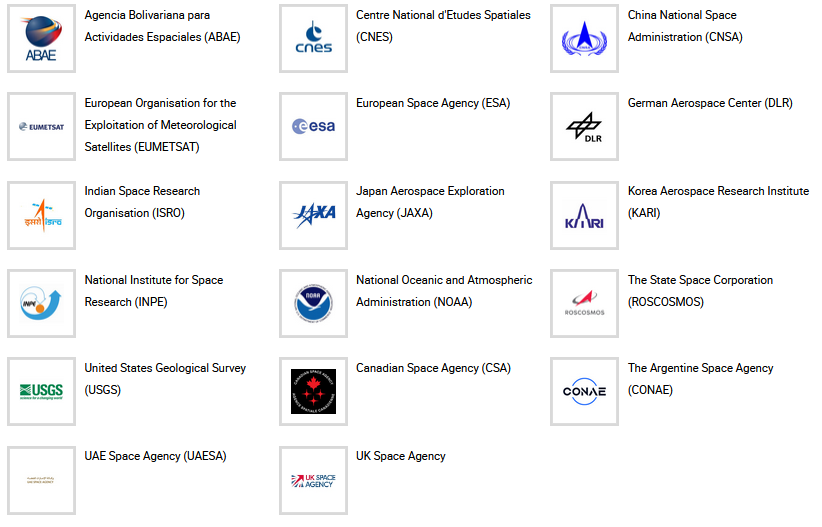 ABAE
Agencia Bolivariana para
Actividades Espaciales (ABAE)
cnes
Centre National d'Etudes Spatiales
(CNES)
China National Space
Administration (CNSA)
EUMETSAT
European Organisation for the
Exploitation of Meteorological
Satellites (EUMETSAT)
esa
European Space Agency (ESA)
DLR
German Aerospace Center (DLR)
इसरो isro
Indian Space Research
Organisation (ISRO)
JAXA
Japan Aerospace Exploration
Agency (JAXA)
KARI
Korea Aerospace Research Institute
(KARI)
INPE
National Institute for Space
Research (INPE)
NOAA
National Oceanic and Atmospheric
Administration (NOAA)
ROSCOSMOS
The State Space Corporation
(ROSCOSMOS)
USGS
science for a changing world
United States Geological Survey
(USGS)
CANADIAN SPACE AGENCY
AGENCE SPATIALE CANADIENNE
Canadian Space Agency (CSA)
CONAE
The Argentine Space Agency
(CONAE)
UAE SPACE AGENCY
UAE Space Agency (UAESA)
UK SPACE
AGENCY
UK Space Agency